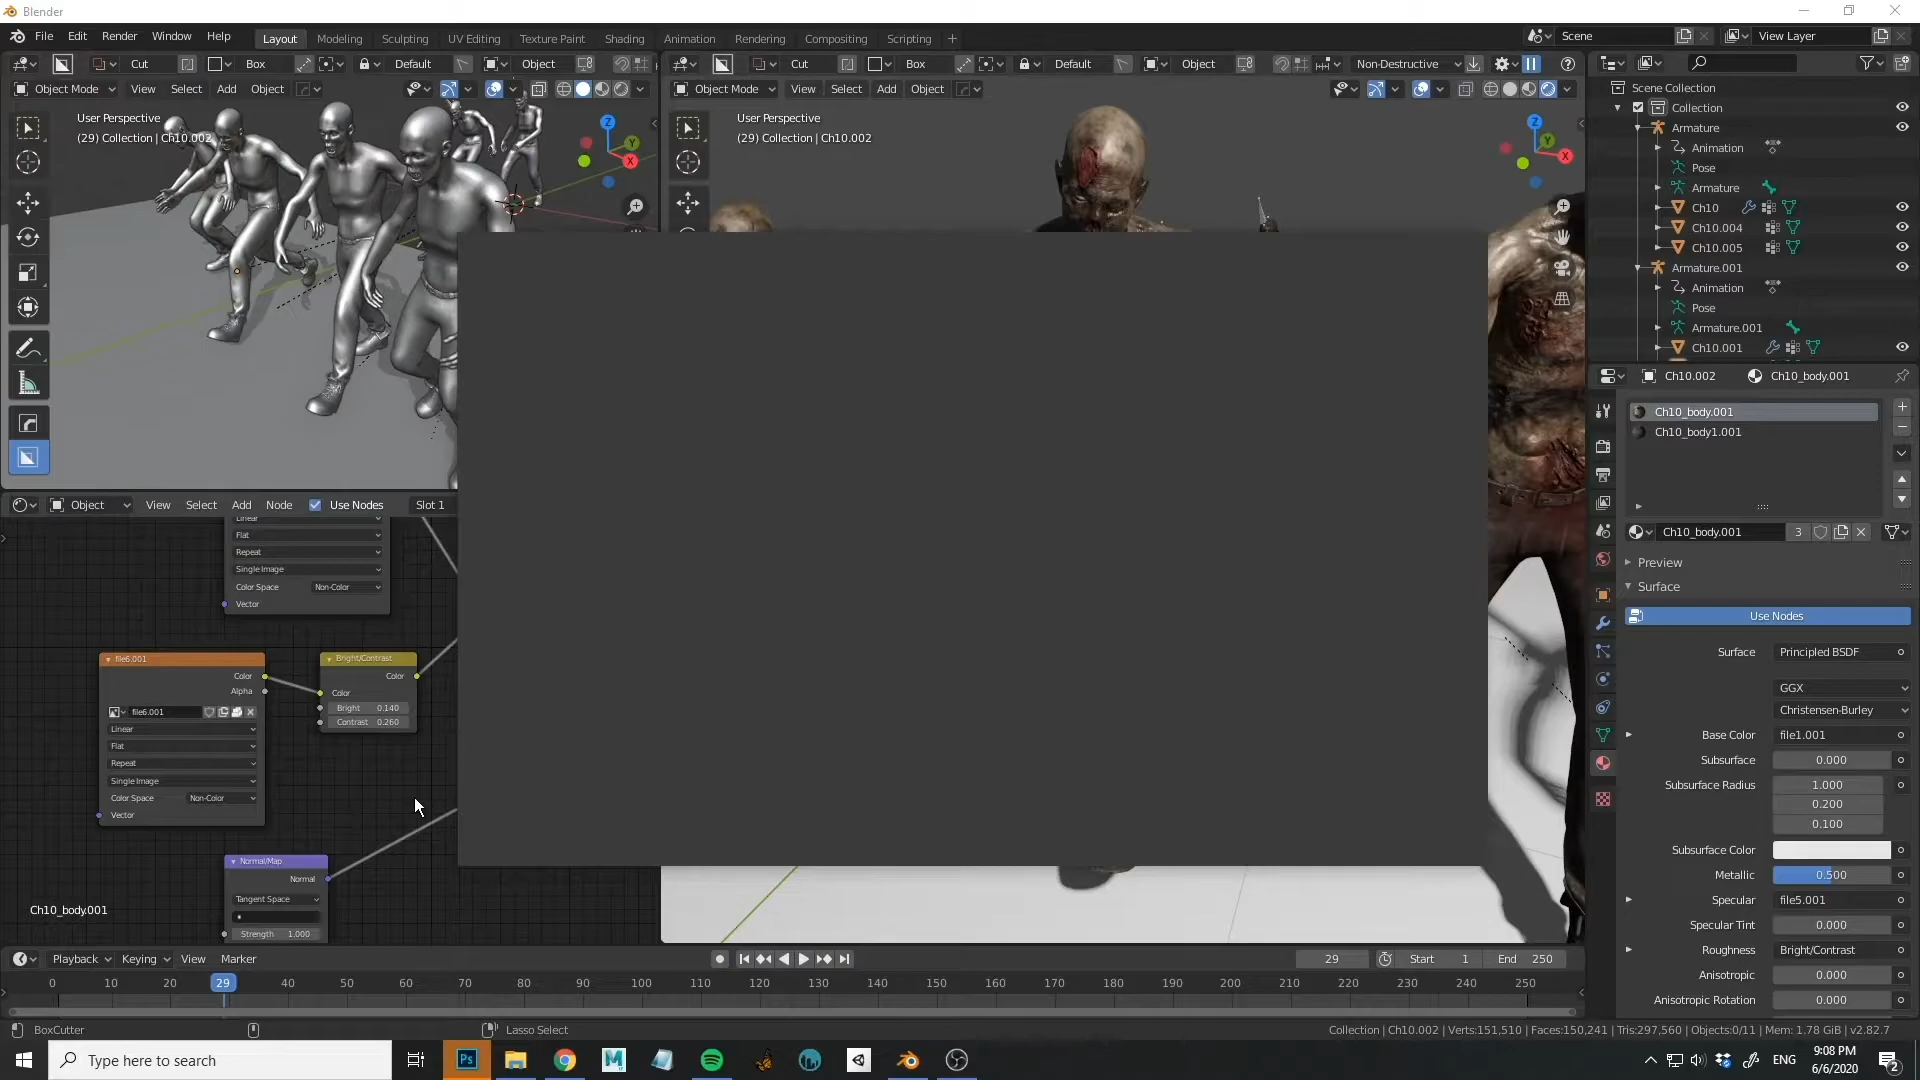 Blender
File Edit Render Window Help
Layout Modeling Sculpting UV Editing Texture Paint Shading Animation Rendering Compositing Scripting +
Scene
View Layer
Cut Box Default Object
Cut Box Default Object Non-Destructive
Object Mode View Select Add Object
Object Mode View Select Add Object
User Perspective
(29) Collection | Ch10.002
Z
Y
X
User Perspective
(29) Collection | Ch10.002
Z
Y
X
Scene Collection
Collection
Armature
Animation
Pose
Armature
Ch10
Ch10.004
Ch10.005
Armature.001
Animation
Pose
Armature.001
Ch10.001
Ch10.002 Ch10_body.001
Ch10_body.001
Ch10_body1.001
Ch10_body.001 3
Preview
Surface
Use Nodes
Surface Principled BSDF
GGX
Christensen-Burley
Base Color file1.001
Subsurface 0.000
Subsurface Radius 1.000
0.200
0.100
Subsurface Color
Metallic 0.500
Specular file5.001
Specular Tint 0.000
Roughness Bright/Contrast
Anisotropic 0.000
Anisotropic Rotation 0.000
Object View Select Add Node Use Nodes Slot 1
Linear
Flat
Repeat
Single Image
Color Space Non-Color
Vector
file6.001
Color
Alpha
file6.001
Linear
Flat
Repeat
Single Image
Color Space Non-Color
Vector
Bright/Contrast
Color
Color
Bright 0.140
Contrast 0.260
Normal/Map
Normal
Tangent Space
Strength 1.000
Ch10_body.001
Playback Keying View Marker
29 Start 1 End 250
0 10 20 29 40 50 60 70 80 90 100 110 120 130 140 150 160 170 180 190 200 210 220 230 240 250
BoxCutter
Lasso Select
Collection | Ch10.002 | Verts:151,510 | Faces:150,241 | Tris:297,560 | Objects:0/11 | Mem: 1.78 GiB | v2.82.7
Type here to search
Ps
M
ENG
9:08 PM
6/6/2020
2